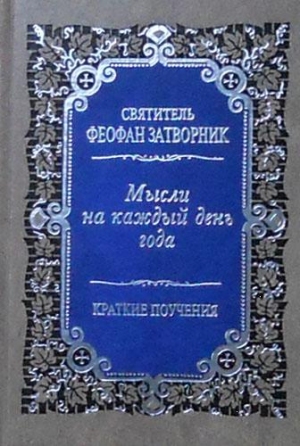 СВЯТИТЕЛЬ
ФЕОФАН ЗАТВОРНИК
Мысли
на каждый день
года
КРАТКИЕ ПОУЧЕНИЯ